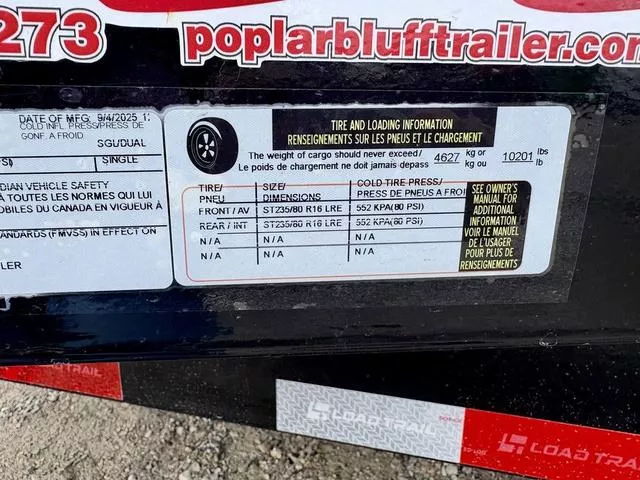 273
poplarblufftrailer.com
DATE OF MFG: 9/4/2025
COLD INFL. PRESS/PRESS DE
GONF. A FROID
SGL/DUAL
SINGLE
DIAN VEHICLE SAFETY
À TOUTES LES NORMES QUI LUI
MOBILES DU CANADA EN VIGUEUR À
STANDARDS (FMVSS) IN EFFECT ON
LER
TIRE AND LOADING INFORMATION
RENSEIGNEMENTS SUR LES PNEUS ET LE CHARGEMENT
The weight of cargo should never exceed/ 4627 kg or 10201 lbs
Le poids de chargement ne doit jamais depasser kg ou lb
TIRE/ SIZE/ COLD TIRE PRESS/
PNEU DIMENSIONS PRESS DE PNEUS A FROI
FRONT / AV ST235/80 R16 LRE 552 KPA(80 PSI)
REAR / INT ST235/80 R16 LRE 552 KPA(80 PSI)
N / A N / A N / A
N / A N / A N / A
SEE OWNER'S
MANUAL FOR
ADDITIONAL
INFORMATION
VOIR LE MANUEL
DE L'USAGER
POUR PLUS DE
RENSEIGNEMENTS
LOAD TRAIL
LOAD TRAIL
LOAD TRAIL